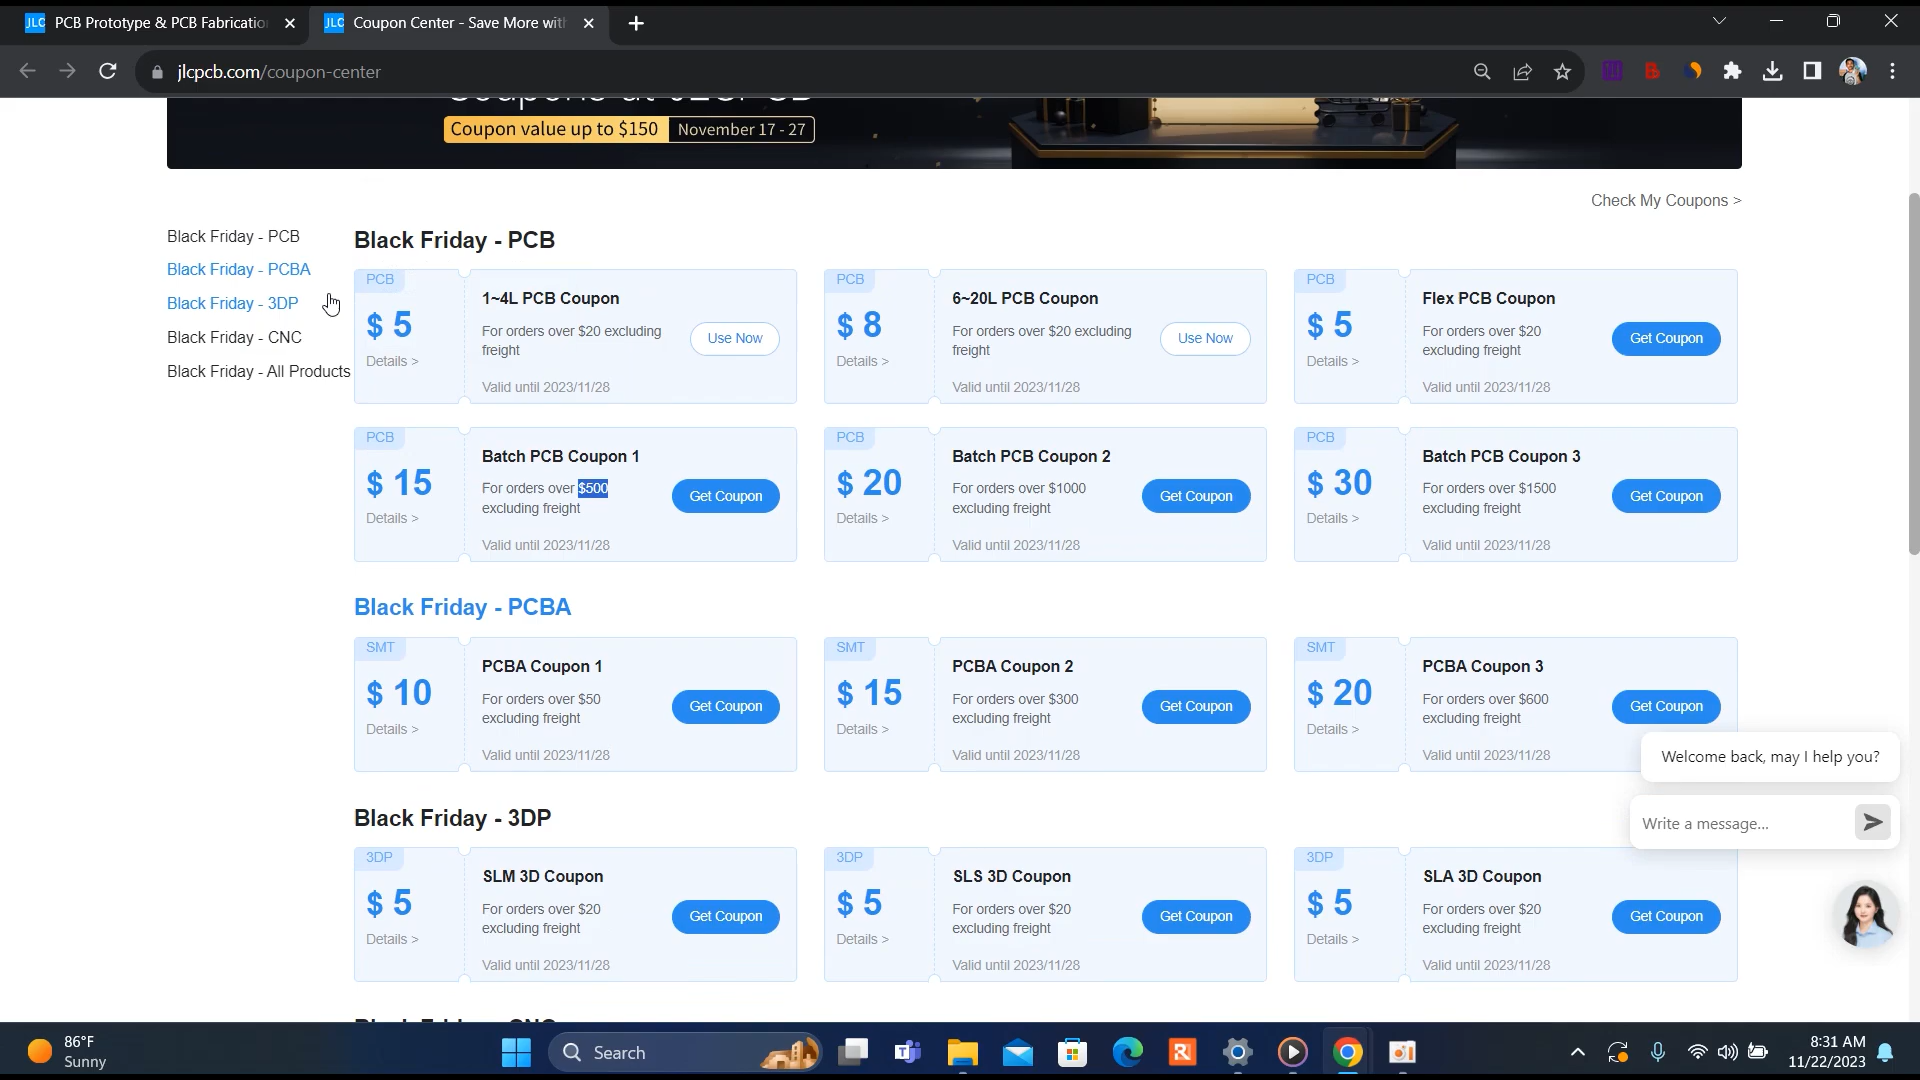 PCB Prototype & PCB Fabricatio
Coupon Center - Save More with
jlcpcb.com/coupon-center
Coupon value up to $150
November 17 - 27
Check My Coupons >
Black Friday - PCB
Black Friday - PCBA
Black Friday - 3DP
Black Friday - CNC
Black Friday - All Products
Black Friday - PCB
PCB
$ 5
Details >
1~4L PCB Coupon
For orders over $20 excluding
freight
Valid until 2023/11/28
Use Now
PCB
$ 8
Details >
6~20L PCB Coupon
For orders over $20 excluding
freight
Valid until 2023/11/28
Use Now
PCB
$ 5
Details >
Flex PCB Coupon
For orders over $20
excluding freight
Valid until 2023/11/28
Get Coupon
PCB
$ 15
Details >
Batch PCB Coupon 1
For orders over $500
excluding freight
Valid until 2023/11/28
Get Coupon
PCB
$ 20
Details >
Batch PCB Coupon 2
For orders over $1000
excluding freight
Valid until 2023/11/28
Get Coupon
PCB
$ 30
Details >
Batch PCB Coupon 3
For orders over $1500
excluding freight
Valid until 2023/11/28
Get Coupon
Black Friday - PCBA
SMT
$ 10
Details >
PCBA Coupon 1
For orders over $50
excluding freight
Valid until 2023/11/28
Get Coupon
SMT
$ 15
Details >
PCBA Coupon 2
For orders over $300
excluding freight
Valid until 2023/11/28
Get Coupon
SMT
$ 20
Details >
PCBA Coupon 3
For orders over $600
excluding freight
Valid until 2023/11/28
Get Coupon
Welcome back, may I help you?
Write a message...
Black Friday - 3DP
3DP
$ 5
Details >
SLM 3D Coupon
For orders over $20
excluding freight
Valid until 2023/11/28
Get Coupon
3DP
$ 5
Details >
SLS 3D Coupon
For orders over $20
excluding freight
Valid until 2023/11/28
Get Coupon
3DP
$ 5
Details >
SLA 3D Coupon
For orders over $20
excluding freight
Valid until 2023/11/28
Get Coupon
86°F
Sunny
Search
8:31 AM
11/22/2023